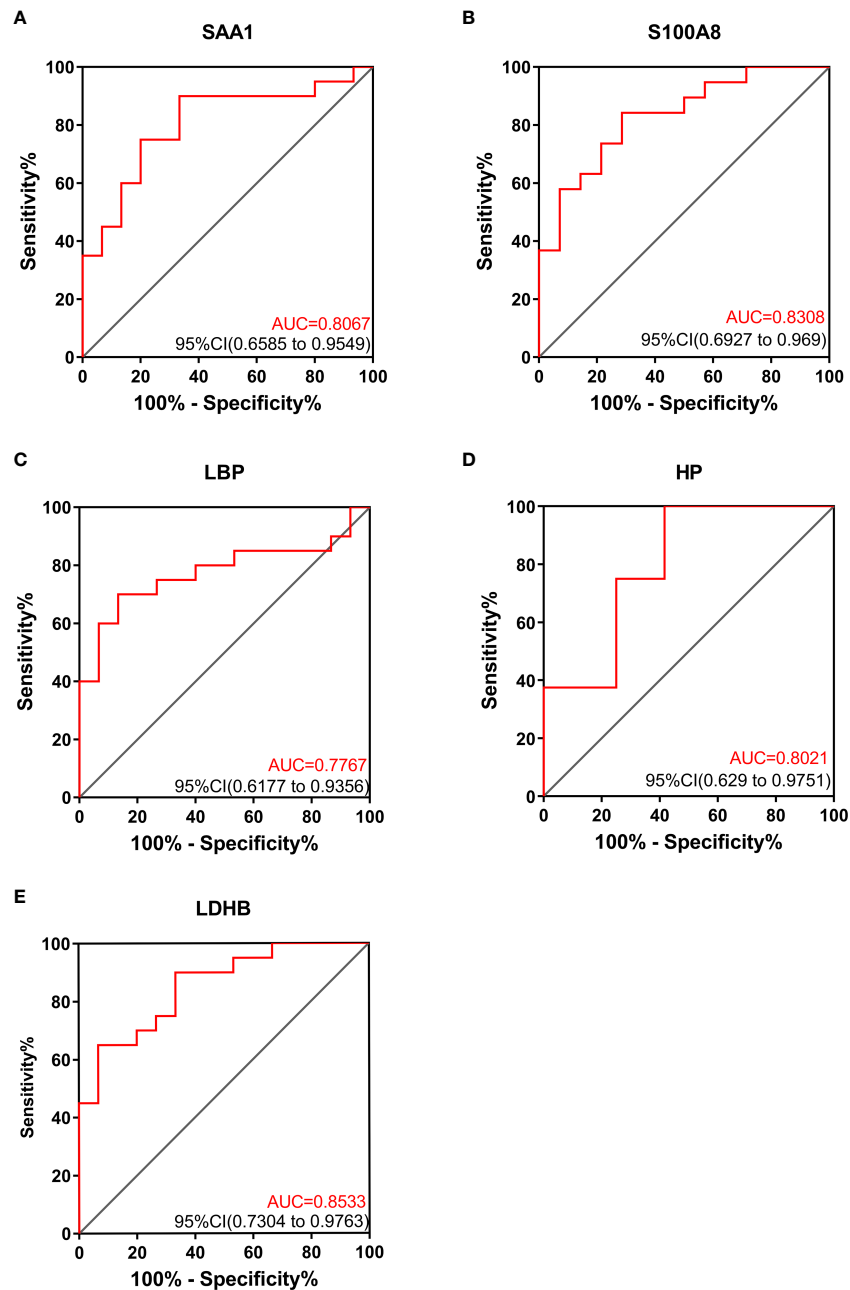 A
SAA1
Sensitivity%
100
80
60
40
20
0
AUC=0.8067
95%CI(0.6585 to 0.9549)
0 20 40 60 80 100
100% - Specificity%
B
S100A8
Sensitivity%
100
80
60
40
20
0
AUC=0.8308
95%CI(0.6927 to 0.969)
0 20 40 60 80 100
100% - Specificity%
C
LBP
Sensitivity%
100
80
60
40
20
0
AUC=0.7767
95%CI(0.6177 to 0.9356)
0 20 40 60 80 100
100% - Specificity%
D
HP
Sensitivity%
100
80
60
40
20
0
AUC=0.8021
95%CI(0.629 to 0.9751)
0 20 40 60 80 100
100% - Specificity%
E
LDHB
Sensitivity%
100
80
60
40
20
0
AUC=0.8533
95%CI(0.7304 to 0.9763)
0 20 40 60 80 100
100% - Specificity%